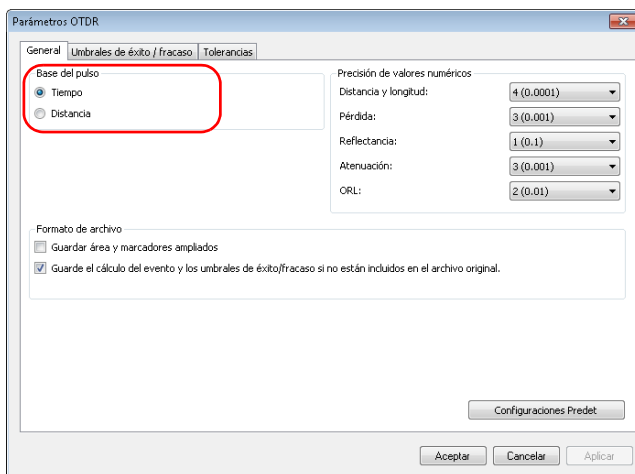 Parámetros OTDR
General Umbrales de éxito / fracaso Tolerancias
Base del pulso
Tiempo
Distancia
Precisión de valores numéricos
Distancia y longitud: 4 (0.0001)
Pérdida: 3 (0.001)
Reflectancia: 1 (0.1)
Atenuación: 3 (0.001)
ORL: 2 (0.01)
Formato de archivo
Guardar área y marcadores ampliados
Guarde el cálculo del evento y los umbrales de éxito/fracaso si no están incluidos en el archivo original.
Configuraciones Predet
Aceptar Cancelar Aplicar